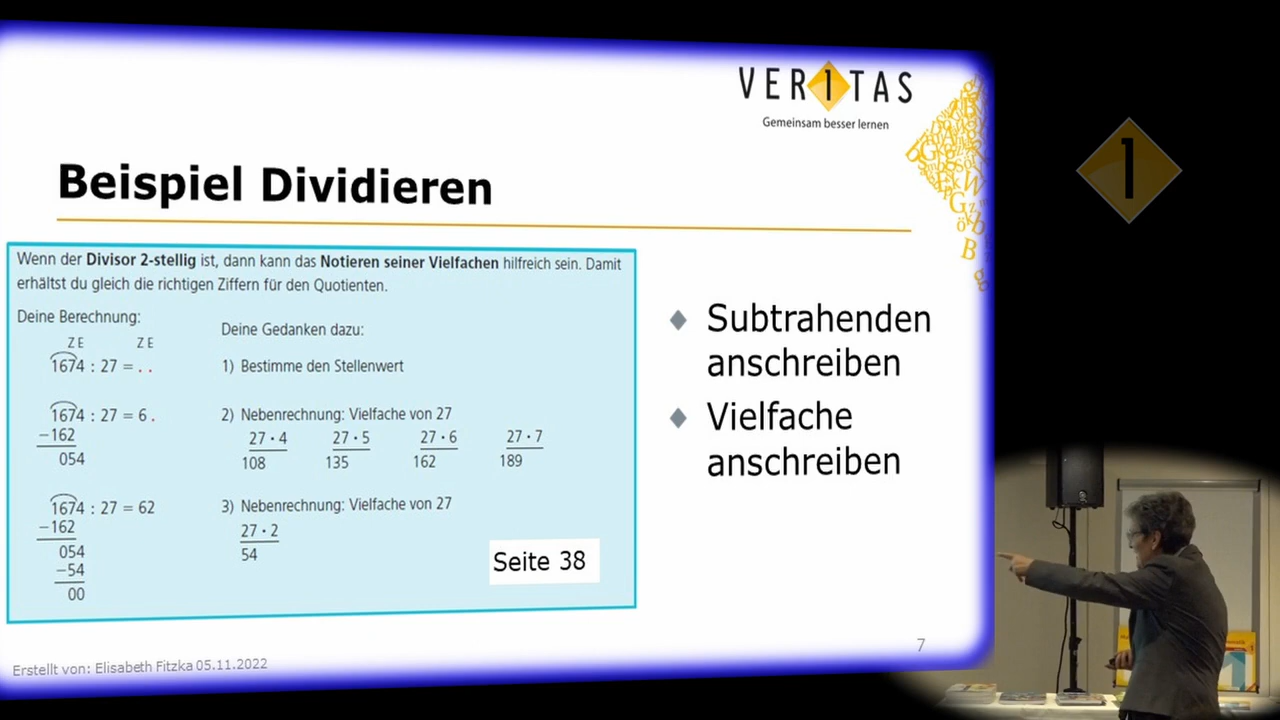 VER1TAS
Gemeinsam besser lernen
1
Beispiel Dividieren
Wenn der Divisor 2-stellig ist, dann kann das Notieren seiner Vielfachen hilfreich sein. Damit
erhältst du gleich die richtigen Ziffern für den Quotienten.
Deine Berechnung:
Deine Gedanken dazu:
Z E Z E
1674 : 27 = . .
1) Bestimme den Stellenwert
1674 : 27 = 6 .
−162
054
2) Nebenrechnung: Vielfache von 27
27 · 4 27 · 5 27 · 6 27 · 7
108 135 162 189
1674 : 27 = 62
−162
054
−54
00
3) Nebenrechnung: Vielfache von 27
27 · 2
54
Seite 38
Subtrahenden
anschreiben
Vielfache
anschreiben
7
Erstellt von: Elisabeth Fitzka 05.11.2022